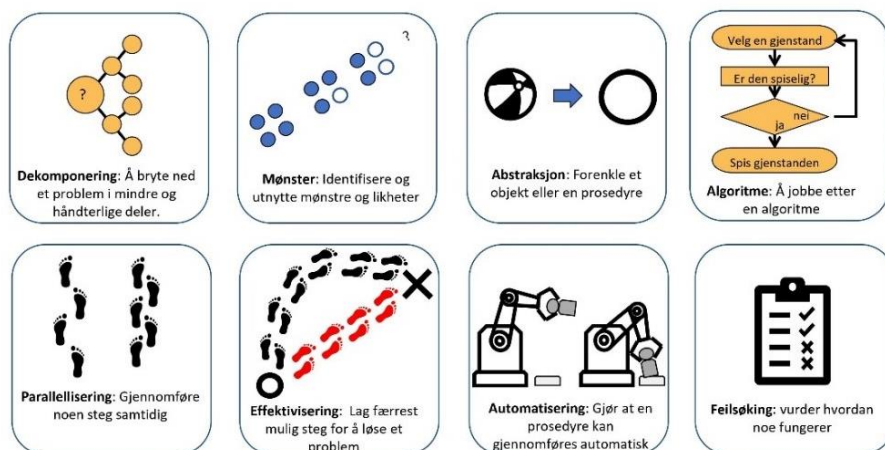 ?
Dekomponering: Å bryte ned
et problem i mindre og
håndterlige deler.
?
Mønster: Identifisere og
utnytte mønstre og likheter
Abstraksjon: Forenkle et
objekt eller en prosedyre
Velg en gjenstand
Er den spiselig?
nei
ja
Spis gjenstanden
Algoritme: Å jobbe etter
en algoritme
Parallellisering: Gjennomføre
noen steg samtidig
Effektivisering: Lag færrest
mulig steg for å løse et
problem
Automatisering: Gjør at en
prosedyre kan
gjennomføres automatisk
Feilsøking: vurder hvordan
noe fungerer